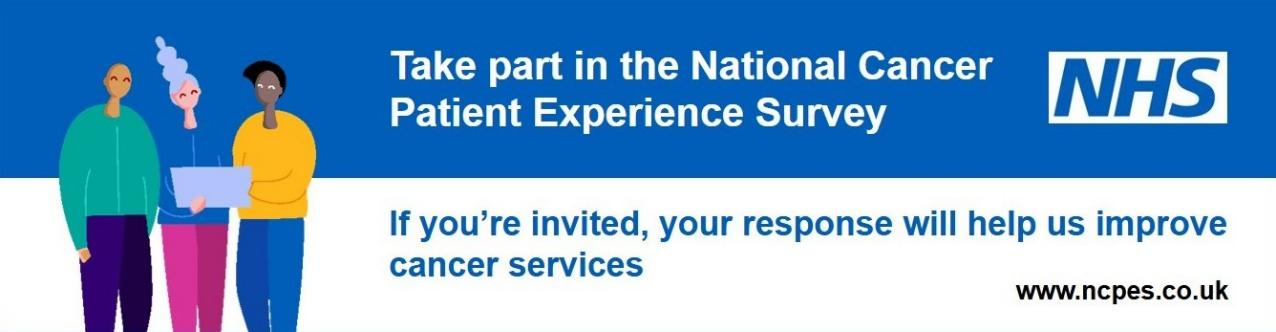 Take part in the National Cancer
Patient Experience Survey
NHS
If you’re invited, your response will help us improve
cancer services
www.ncpes.co.uk